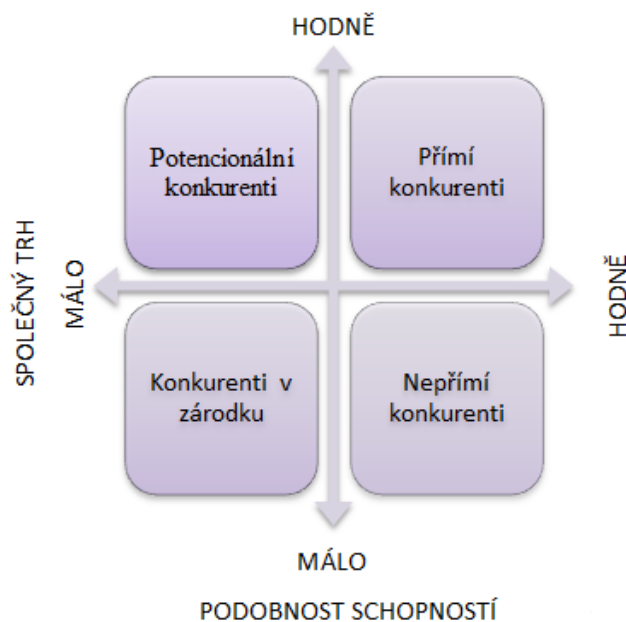 HODNĚ
Potencionální
konkurenti
Přímí
konkurenti
SPOLEČNÝ TRH
MÁLO
HODNĚ
Konkurenti v
zárodku
Nepřímí
konkurenti
MÁLO
PODOBNOST SCHOPNOSTÍ